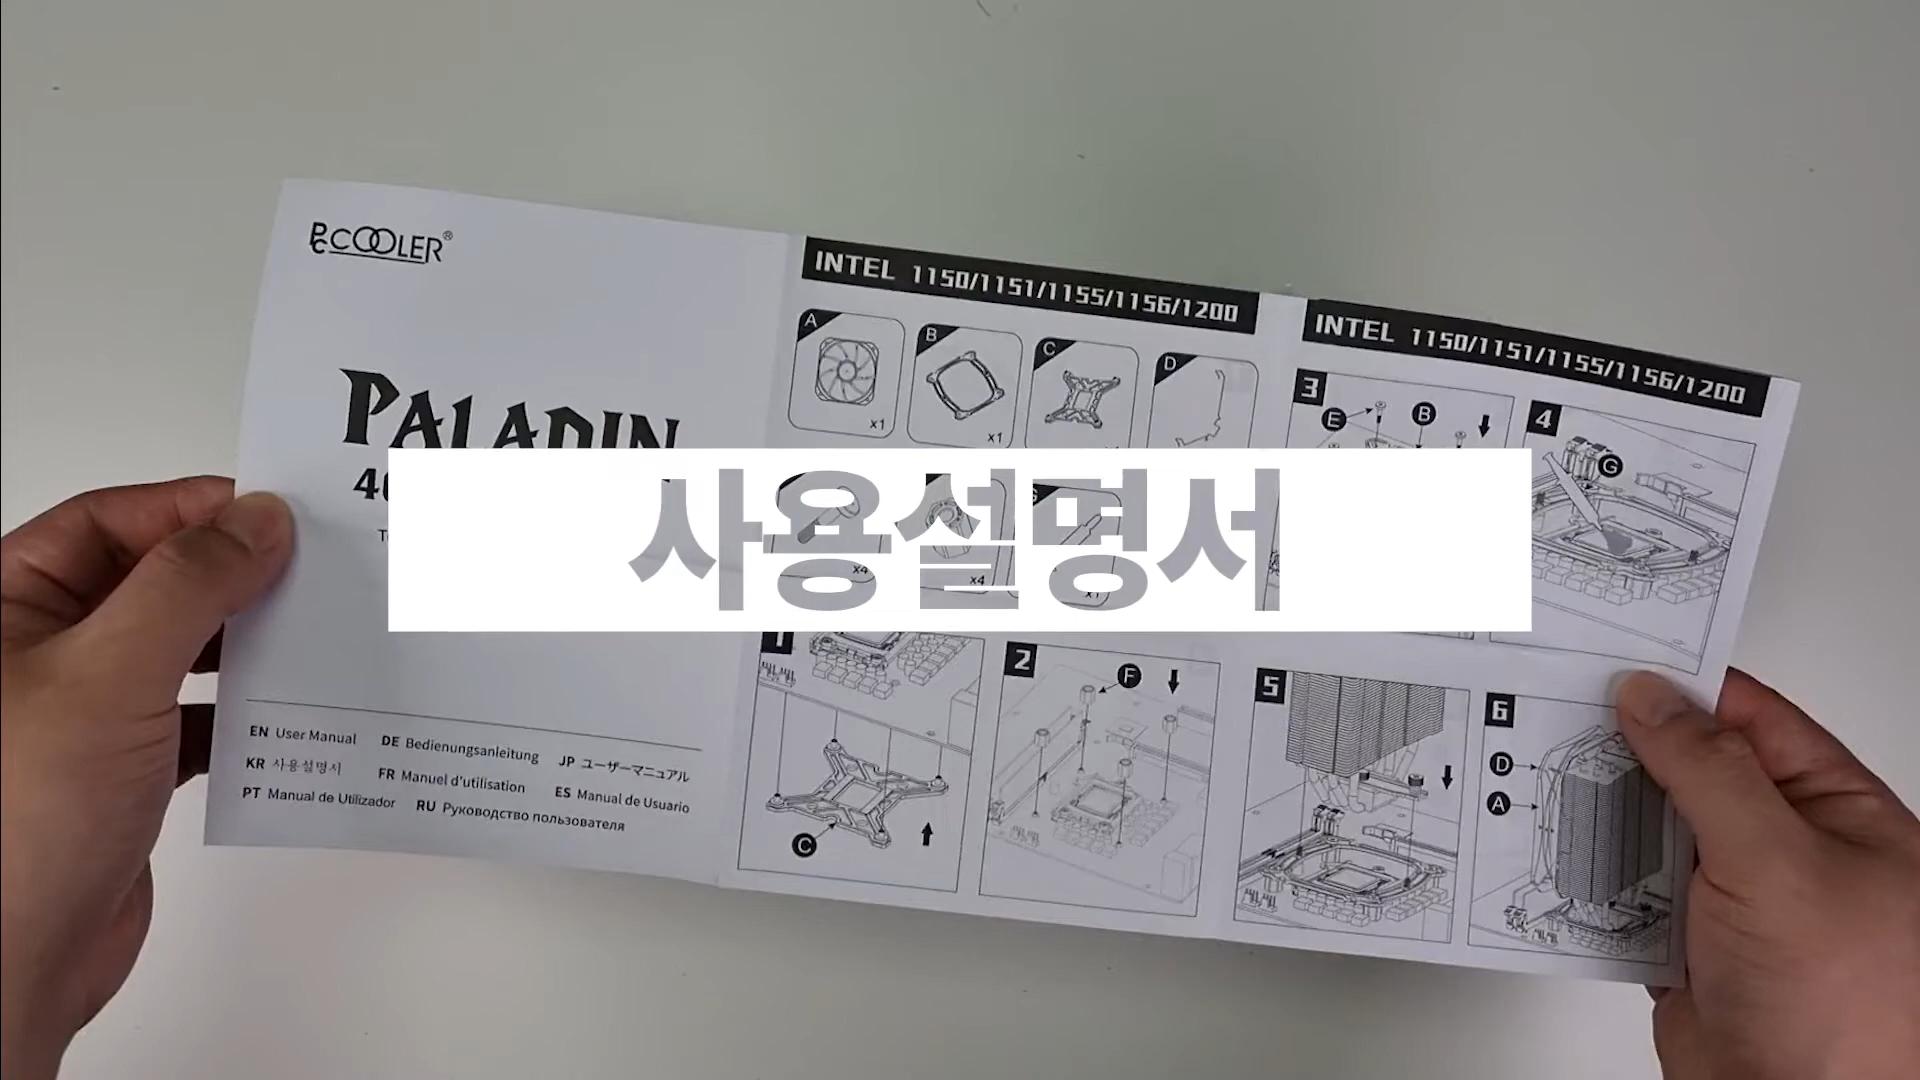 PCCOOLER®
PALADIN
EN User Manual DE Bedienungsanleitung JP ユーザーマニュアル
KR 사용설명서 FR Manuel d'utilisation ES Manual de Usuario
PT Manual de Utilizador RU Руководство пользователя
사용설명서
INTEL 1150/1151/1155/1156/1200
A B C D
x1 x1
x4 x4 x1
1 2
F
C
INTEL 1150/1151/1155/1156/1200
3 4
E B G
5 6
D
A